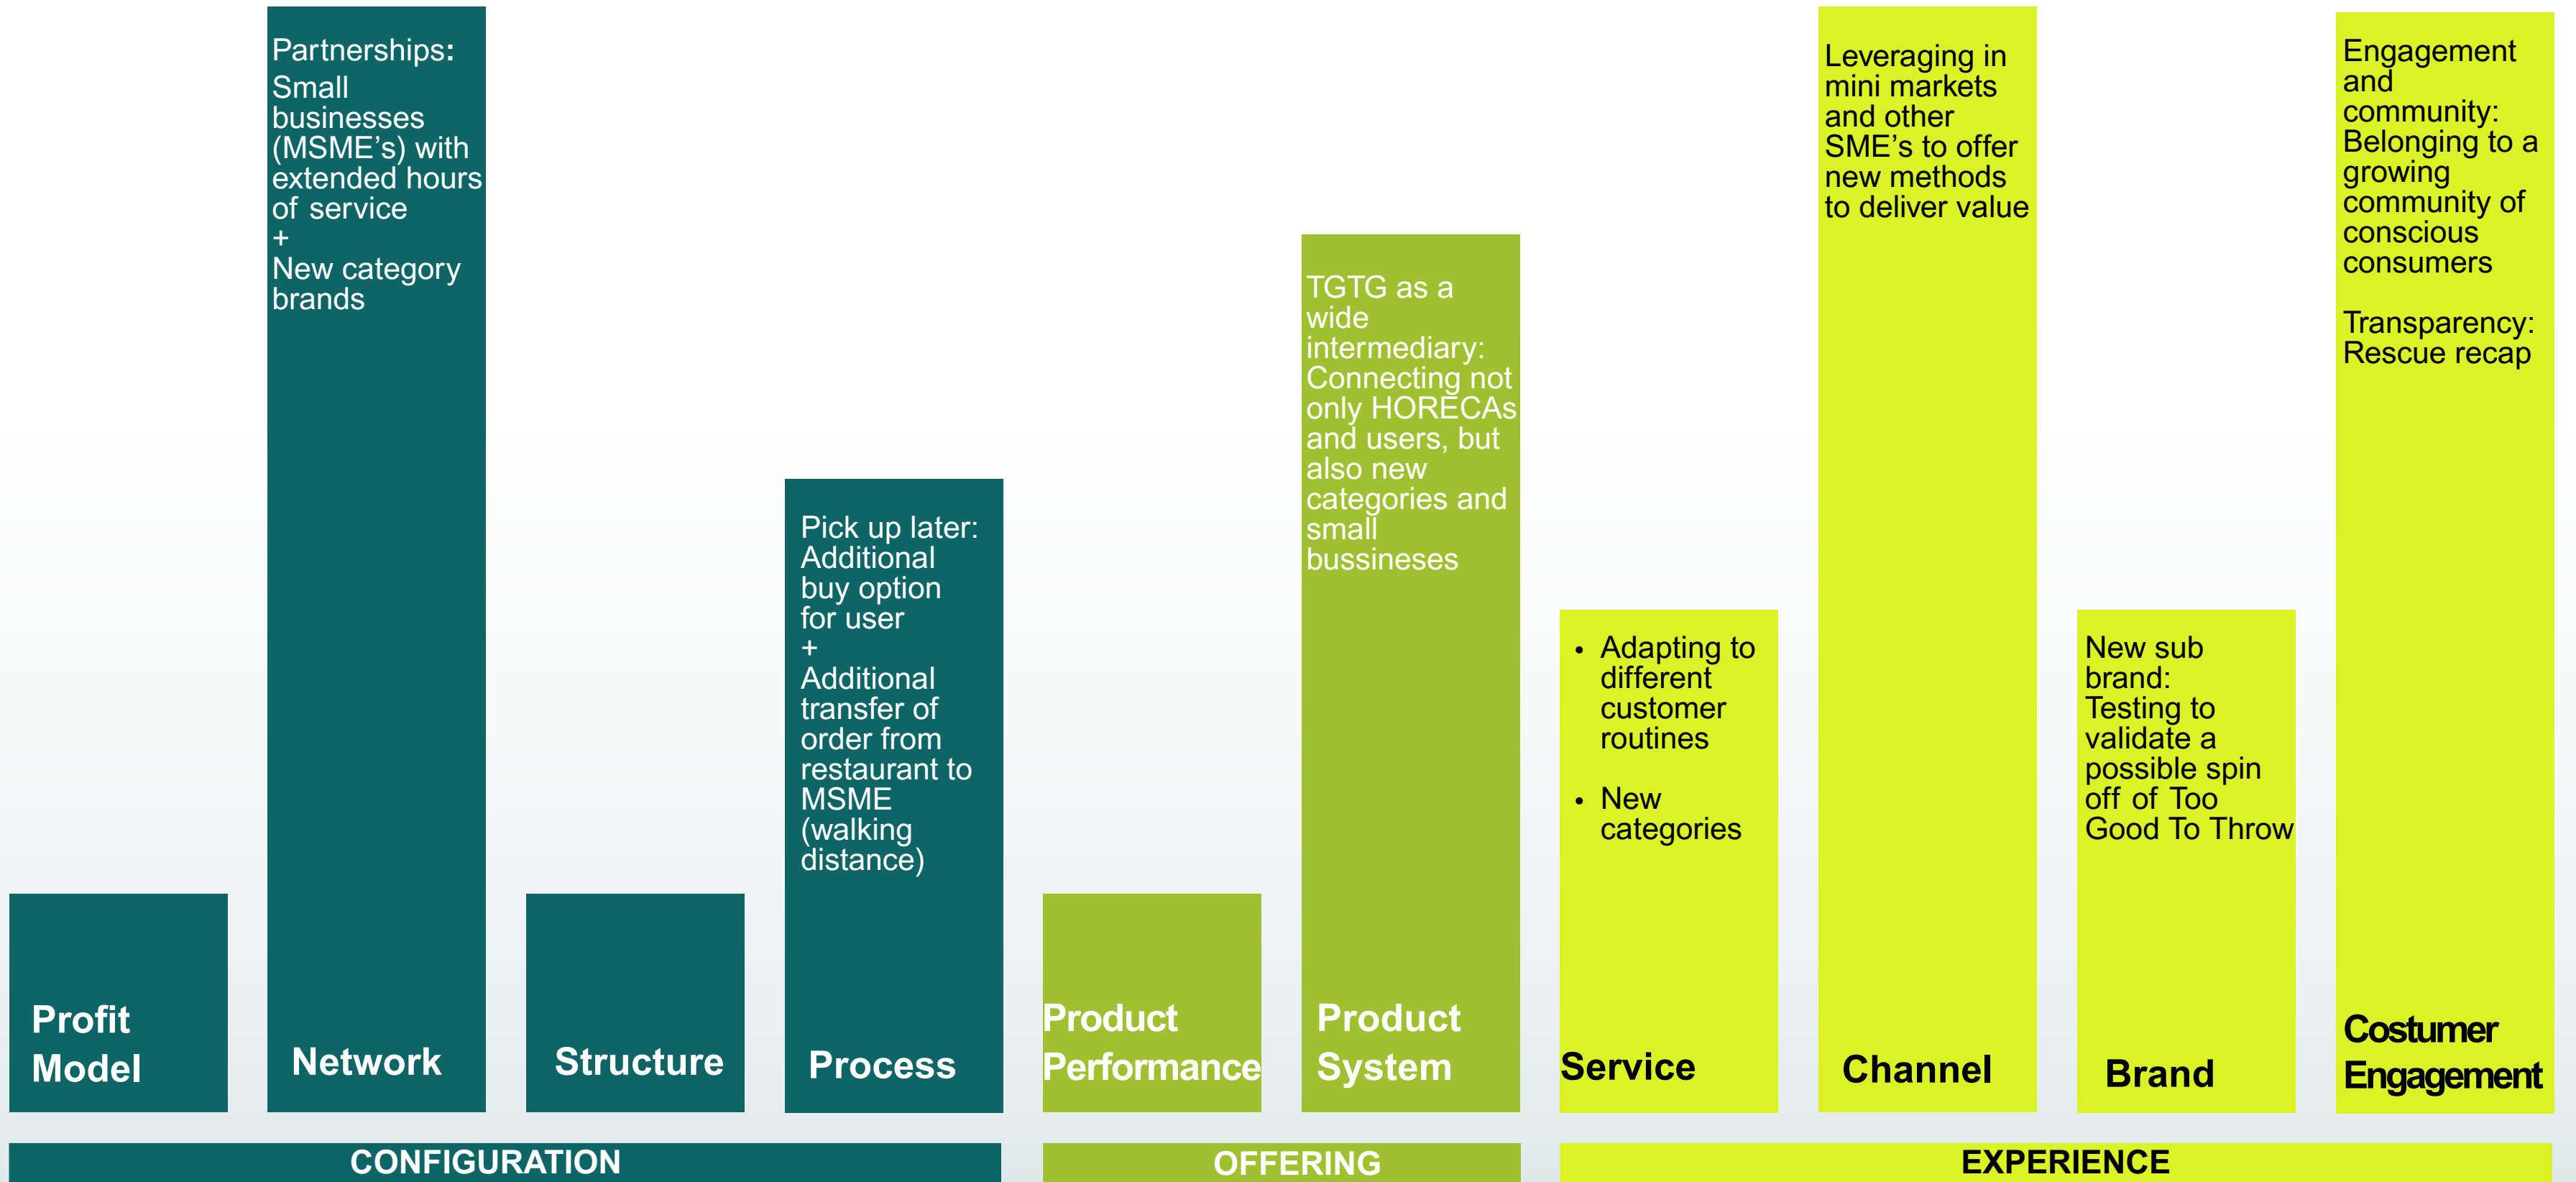 Partnerships:
Small
businesses
(MSME’s) with
extended hours
of service
+
New category
brands
Pick up later:
Additional
buy option
for user
+
Additional
transfer of
order from
restaurant to
MSME
(walking
distance)
TGTG as a
wide
intermediary:
Connecting not
only HORECAs
and users, but
also new
categories and
small
bussineses
• Adapting to
different
customer
routines
• New
categories
Leveraging in
mini markets
and other
SME’s to offer
new methods
to deliver value
New sub
brand:
Testing to
validate a
possible spin
off of Too
Good To Throw
Engagement
and
community:
Belonging to a
growing
community of
conscious
consumers
Transparency:
Rescue recap
Profit
Model
Network
Structure
Process
Product
Performance
Product
System
Service
Channel
Brand
Costumer
Engagement
CONFIGURATION
OFFERING
EXPERIENCE